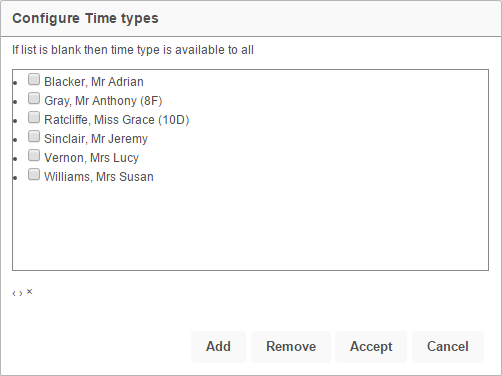 Configure Time types
If list is blank then time type is available to all
• Blacker, Mr Adrian
• Gray, Mr Anthony (8F)
• Ratcliffe, Miss Grace (10D)
• Sinclair, Mr Jeremy
• Vernon, Mrs Lucy
• Williams, Mrs Susan
‹ › ×
Add Remove Accept Cancel